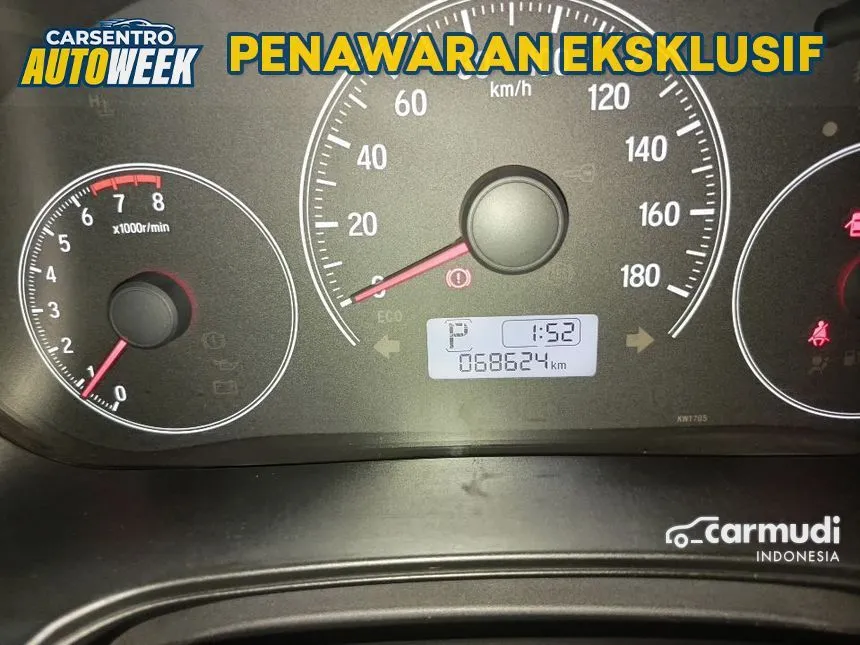 CARSENTRO
AUTOWEEK
PENAWARAN EKSKLUSIF
km/h
60
120
40
140
20
160
0
180
ECO
6 7 8
5
x1000r/min
4
3
2
1
0
P 1:52
068624 km
KW1705
carmudi
INDONESIA